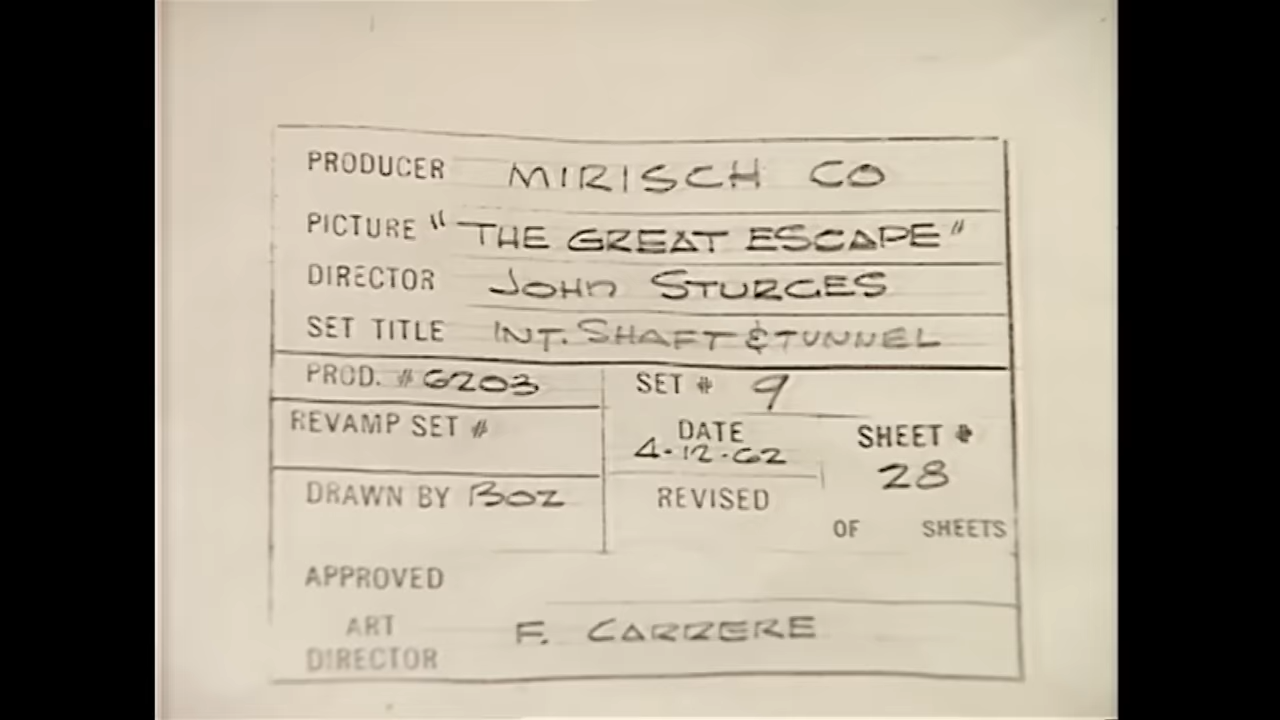 PRODUCER MIRISCH CO
PICTURE "THE GREAT ESCAPE"
DIRECTOR JOHN STURGES
SET TITLE INT. SHAFT & TUNNEL
PROD. # 6203
SET # 9
REVAMP SET #
DATE
4-12-62
SHEET #
28
DRAWN BY BOZ
REVISED
OF SHEETS
APPROVED
ART
DIRECTOR
F. CARRERE